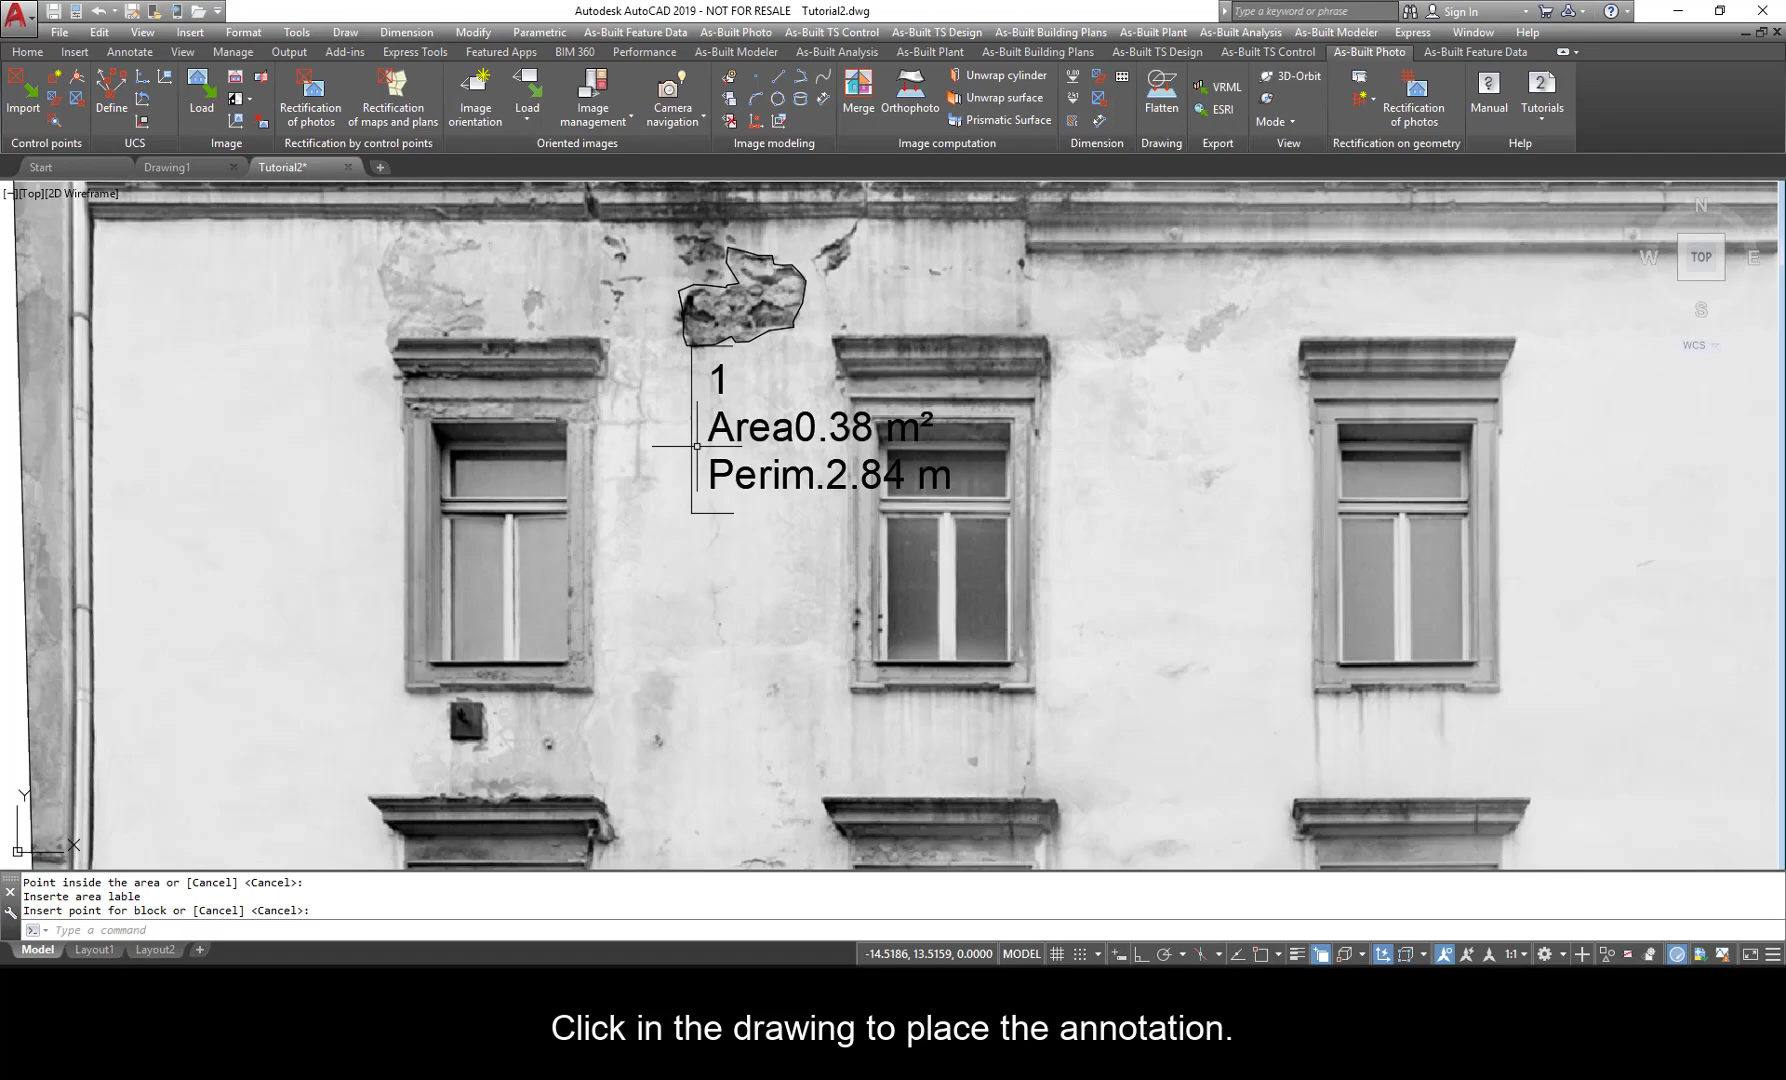 Autodesk AutoCAD 2019 - NOT FOR RESALE Tutorial2.dwg
Type a keyword or phrase
Sign In
File Edit View Insert Format Tools Draw Dimension Modify Parametric As-Built Feature Data As-Built Photo As-Built TS Control As-Built TS Design As-Built Building Plans As-Built Plant As-Built Analysis As-Built Modeler Express Window Help
Home Insert Annotate View Manage Output Add-ins Express Tools Featured Apps BIM 360 Performance As-Built Modeler As-Built Analysis As-Built Plant As-Built Building Plans As-Built TS Design As-Built TS Control As-Built Photo As-Built Feature Data
Import
Define
Load
Rectification of photos
Rectification of maps and plans
Image orientation
Load
Image management
Camera navigation
Merge
Orthophoto
Unwrap cylinder
Unwrap surface
Prismatic Surface
Flatten
VRML
ESRI
3D-Orbit
Mode
Rectification of photos
Manual
Tutorials
Control points UCS Image Rectification by control points Oriented images Image modeling Image computation Dimension Drawing Export View Rectification on geometry Help
Start Drawing1 Tutorial2*
[−][Top][2D Wireframe]
N
W TOP E
S
WCS
1
Area0.38 m²
Perim.2.84 m
Y
X
Point inside the area or [Cancel] <Cancel>:
Inserte area lable
Insert point for block or [Cancel] <Cancel>:
Type a command
Model Layout1 Layout2
-14.5186, 13.5159, 0.0000 MODEL 1:1
Click in the drawing to place the annotation.